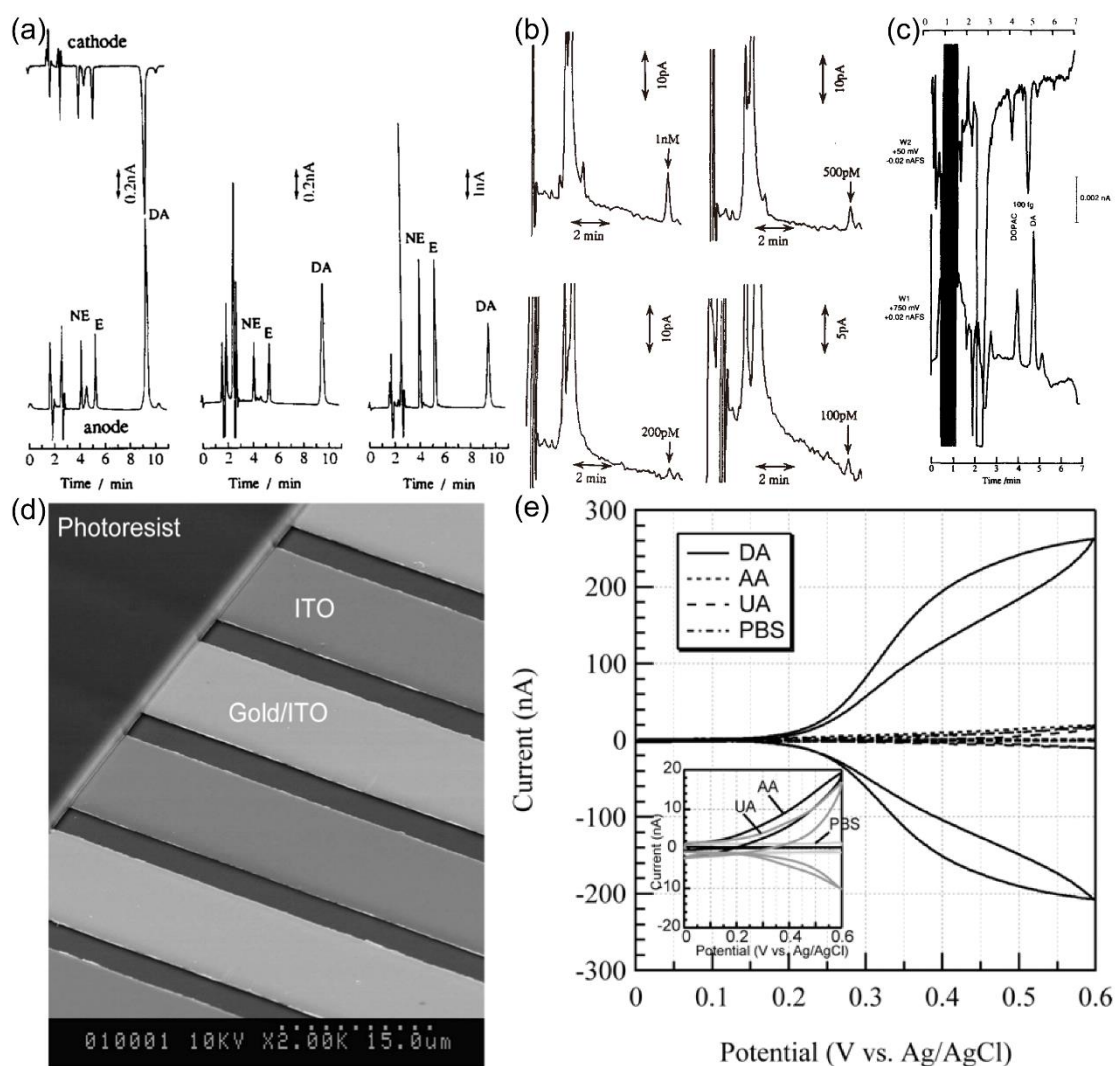 (a)
cathode
0.2nA
0.2nA
1nA
DA
NE
E
NE
E
DA
NE
E
DA
anode
0 2 4 6 8 10
0 2 4 6 8 10
0 2 4 6 8 10
Time / min
Time / min
Time / min
(b)
10pA
10pA
1nM
500pM
2 min
2 min
10pA
5pA
200pM
100pM
2 min
2 min
(c)
0 1 2 3 4 5 6 7
W2
+50 mV
-0.02 nAFS
0.002 nA
100 fg
DOPAC
DA
W1
+750 mV
+0.02 nAFS
0 1 2 3 4 5 6 7
Time /min
(d)
Photoresist
ITO
Gold/ITO
010001 10KV X2.00K 15.0um
(e)
300
200
100
0
-100
-200
-300
Current (nA)
DA
AA
UA
PBS
20
10
0
-10
-20
Current (nA)
AA
UA
PBS
0 0.2 0.4 0.6
Potential (V vs. Ag/AgCl)
0 0.1 0.2 0.3 0.4 0.5 0.6
Potential (V vs. Ag/AgCl)